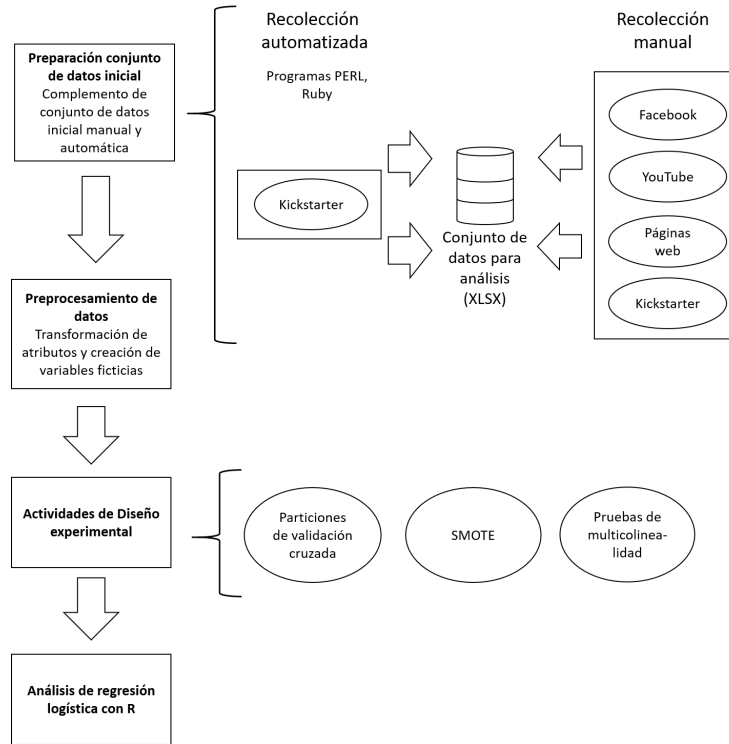 Preparación conjunto
de datos inicial
Complemento de
conjunto de datos
inicial manual y
automática
Recolección
automatizada
Programas PERL,
Ruby
Kickstarter
Conjunto de
datos para
análisis
(XLSX)
Recolección
manual
Facebook
YouTube
Páginas
web
Kickstarter
Preprocesamiento de
datos
Transformación de
atributos y creación de
variables ficticias
Actividades de Diseño
experimental
Particiones
de validación
cruzada
SMOTE
Pruebas de
multicolinea-
lidad
Análisis de regresión
logística con R